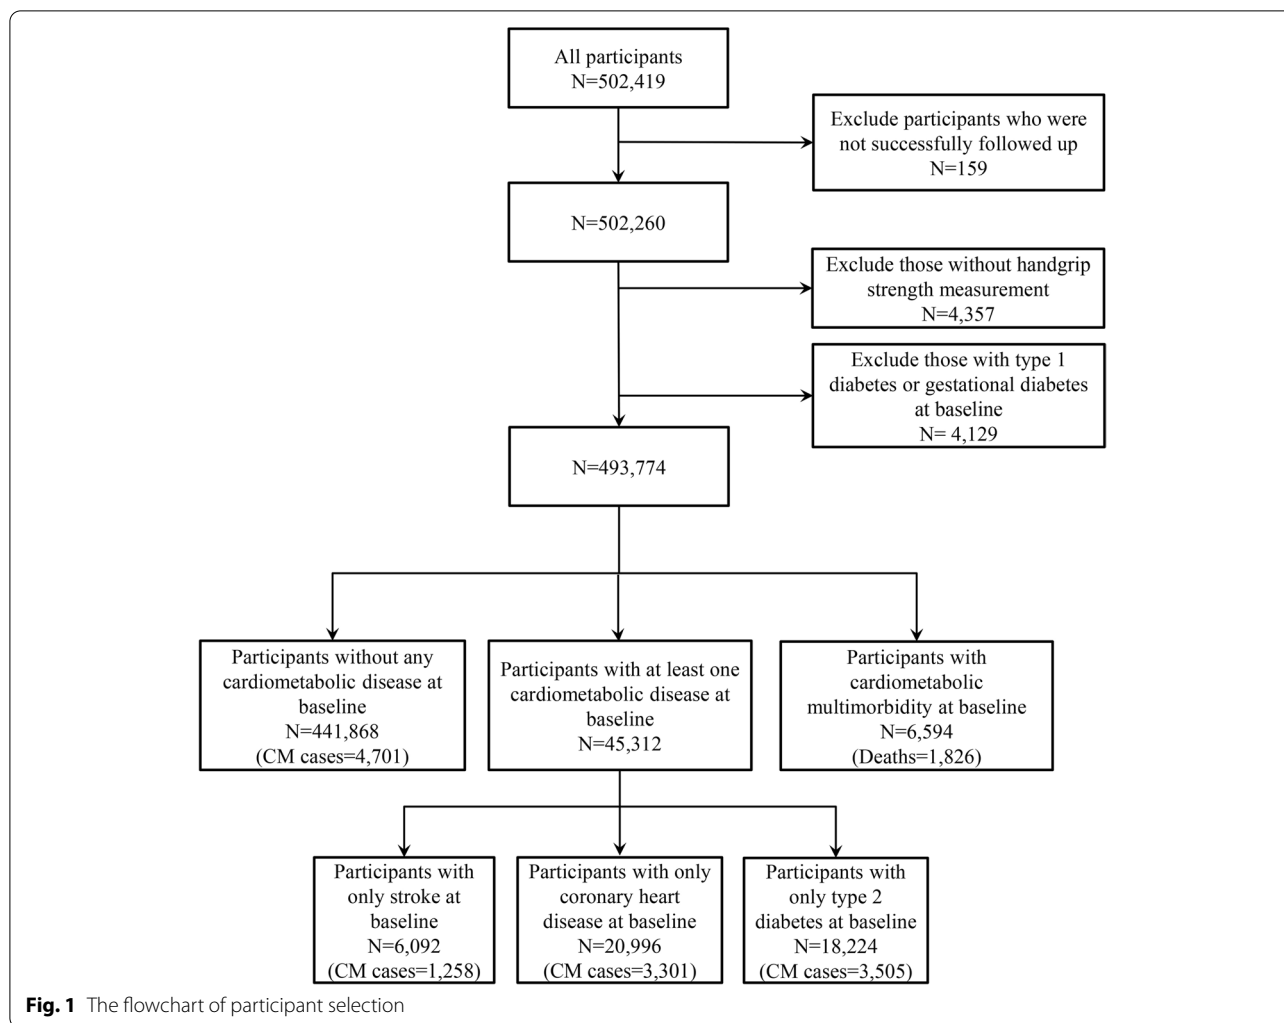 All participants
N=502,419
Exclude participants who were
not successfully followed up
N=159
N=502,260
Exclude those without handgrip
strength measurement
N=4,357
Exclude those with type 1
diabetes or gestational diabetes
at baseline
N= 4,129
N=493,774
Participants without any
cardiometabolic disease at
baseline
N=441,868
(CM cases=4,701)
Participants with at least one
cardiometabolic disease at
baseline
N=45,312
Participants with
cardiometabolic
multimorbidity at baseline
N=6,594
(Deaths=1,826)
Participants with
only stroke at
baseline
N=6,092
(CM cases=1,258)
Participants with only
coronary heart
disease at baseline
N=20,996
(CM cases=3,301)
Participants with
only type 2
diabetes at baseline
N=18,224
(CM cases=3,505)
Fig. 1 The flowchart of participant selection